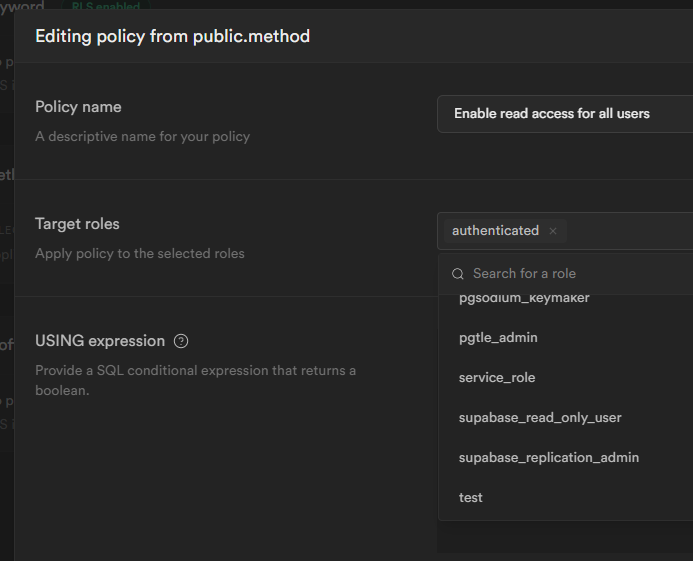 RLS enabled
Editing policy from public.method
Policy name
A descriptive name for your policy
Enable read access for all users
Target roles
Apply policy to the selected roles
authenticated ×
Search for a role
pgsodium_keymaker
pgtle_admin
service_role
supabase_read_only_user
supabase_replication_admin
test
USING expression
Provide a SQL conditional expression that returns a
boolean.